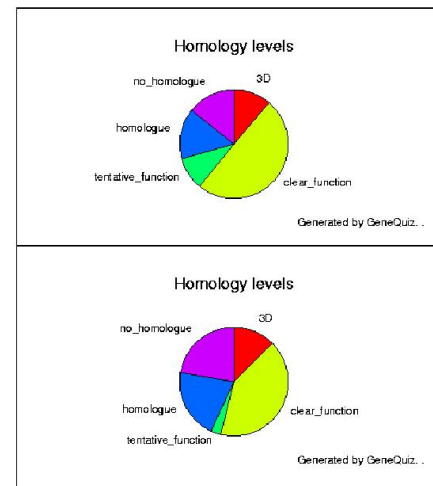 Homology levels
no_homologue
3D
homologue
tentative_function
clear_function
Generated by GeneQuiz. .
Homology levels
no_homologue
3D
homologue
clear_function
tentative_function
Generated by GeneQuiz. .